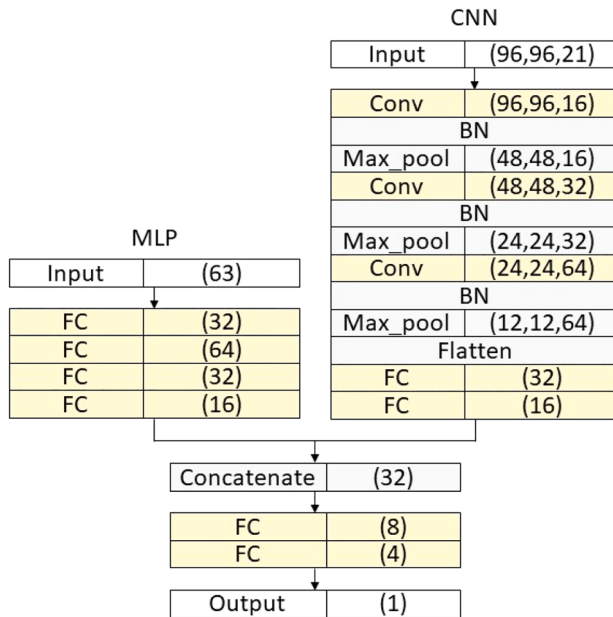 CNN
Input (96,96,21)
Conv (96,96,16)
BN
Max_pool (48,48,16)
Conv (48,48,32)
BN
Max_pool (24,24,32)
Conv (24,24,64)
BN
Max_pool (12,12,64)
Flatten
FC (32)
FC (16)
MLP
Input (63)
FC (32)
FC (64)
FC (32)
FC (16)
Concatenate (32)
FC (8)
FC (4)
Output (1)